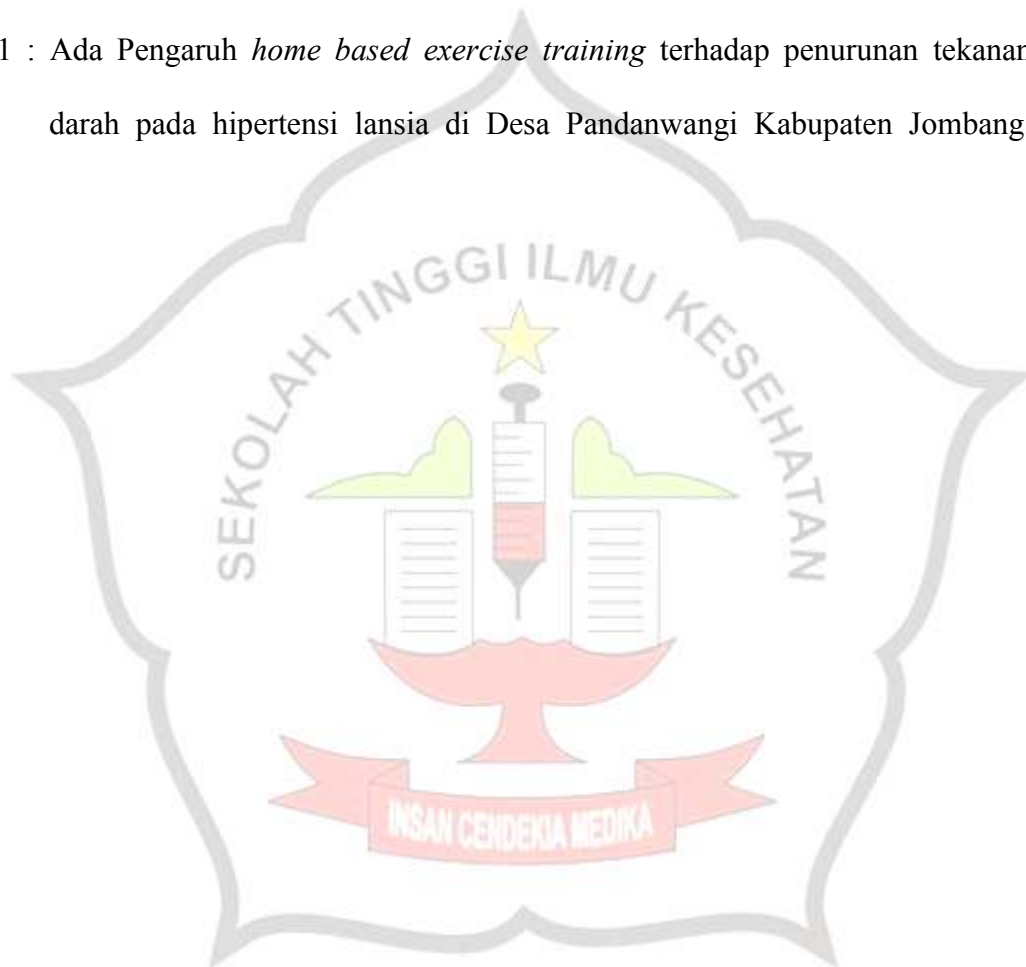 1 : Ada Pengaruh home based exercise training terhadap penurunan tekanan
darah pada hipertensi lansia di Desa Pandanwangi Kabupaten Jombang
SEKOLAH TINGGI ILMU KESEHATAN
INSAN CENDEKIA MEDIKA